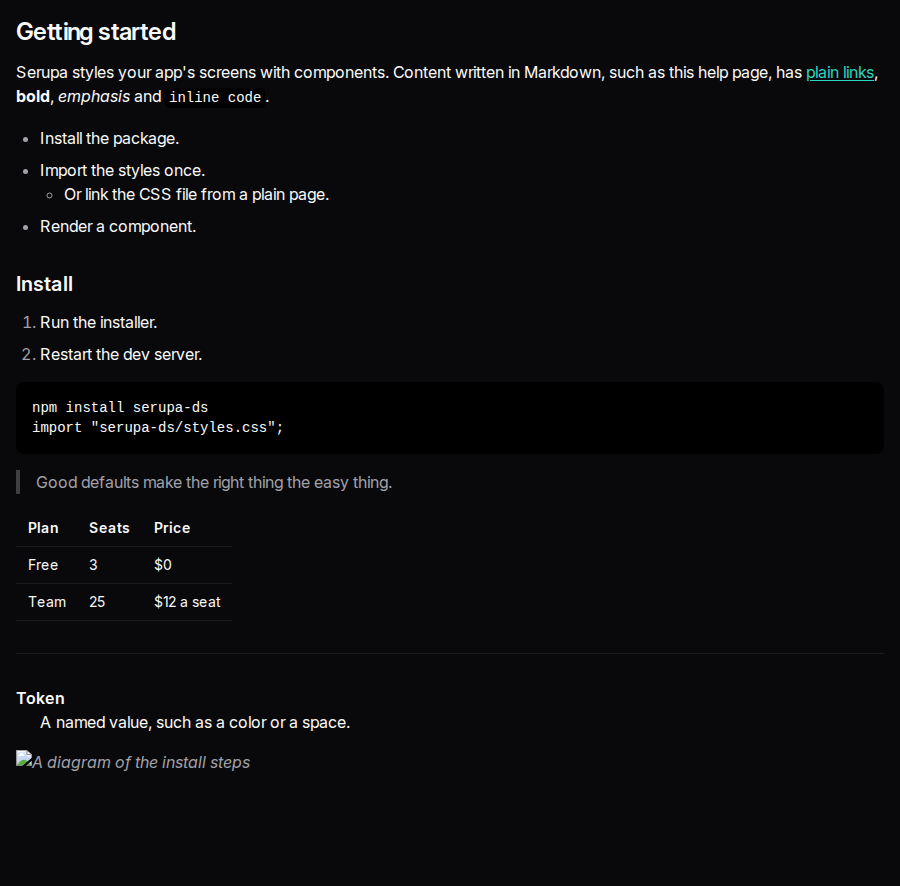 Getting started
Serupa styles your app's screens with components. Content written in Markdown, such as this help page, has plain links,
bold, emphasis and inline code.
Install the package.
Import the styles once.
Or link the CSS file from a plain page.
Render a component.
Install
1. Run the installer.
2. Restart the dev server.
npm install serupa-ds
import "serupa-ds/styles.css";
Good defaults make the right thing the easy thing.
Plan Seats Price
Free 3 $0
Team 25 $12 a seat
Token
A named value, such as a color or a space.
A diagram of the install steps